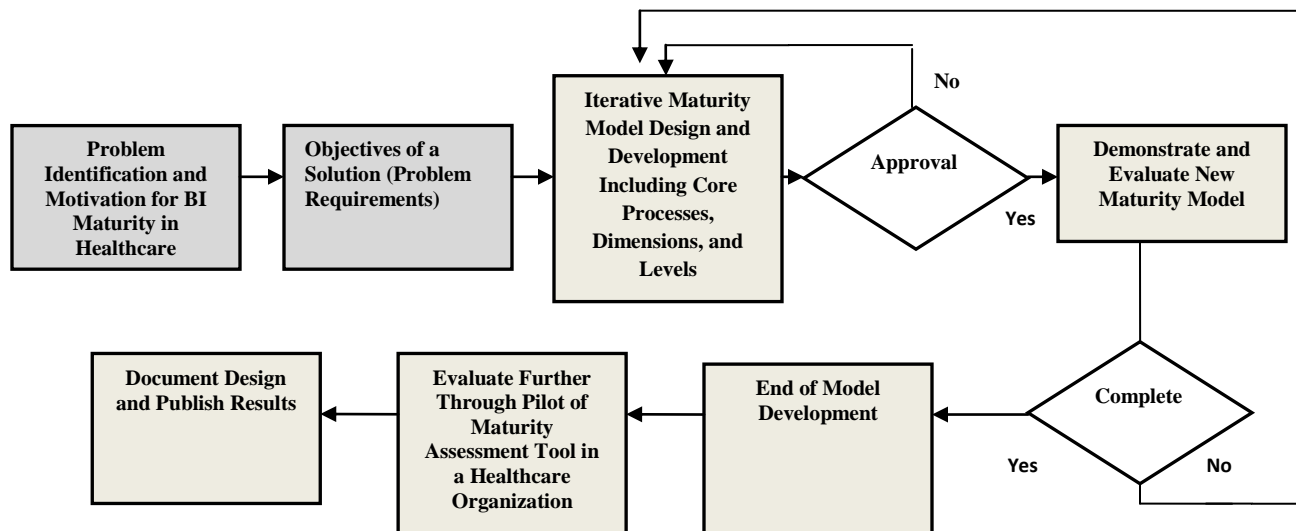 Problem
Identification and
Motivation for BI
Maturity in
Healthcare
Objectives of a
Solution (Problem
Requirements)
Iterative Maturity
Model Design and
Development
Including Core
Processes,
Dimensions, and
Levels
Approval
No
Yes
Demonstrate and
Evaluate New
Maturity Model
Complete
No
Yes
End of Model
Development
Evaluate Further
Through Pilot of
Maturity
Assessment Tool in
a Healthcare
Organization
Document Design
and Publish Results